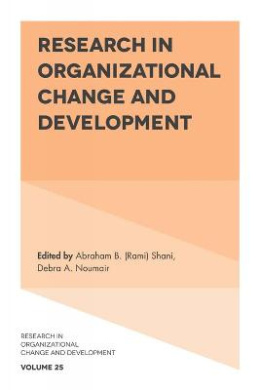 RESEARCH IN
ORGANIZATIONAL
CHANGE AND
DEVELOPMENT
Edited by Abraham B. (Rami) Shani,
Debra A. Noumair
RESEARCH IN
ORGANIZATIONAL
CHANGE AND DEVELOPMENT
VOLUME 25